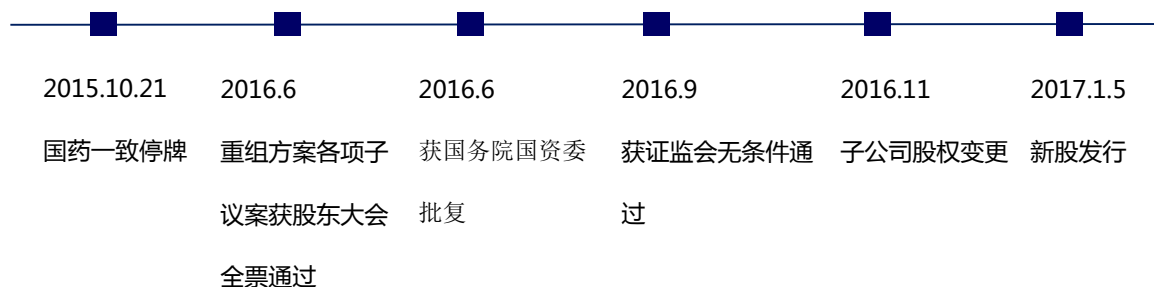 2015.10.21
国药一致停牌
2016.6
重组方案各项子
议案获股东大会
全票通过
2016.6
获国务院国资委
批复
2016.9
获证监会无条件通
过
2016.11
子公司股权变更
2017.1.5
新股发行